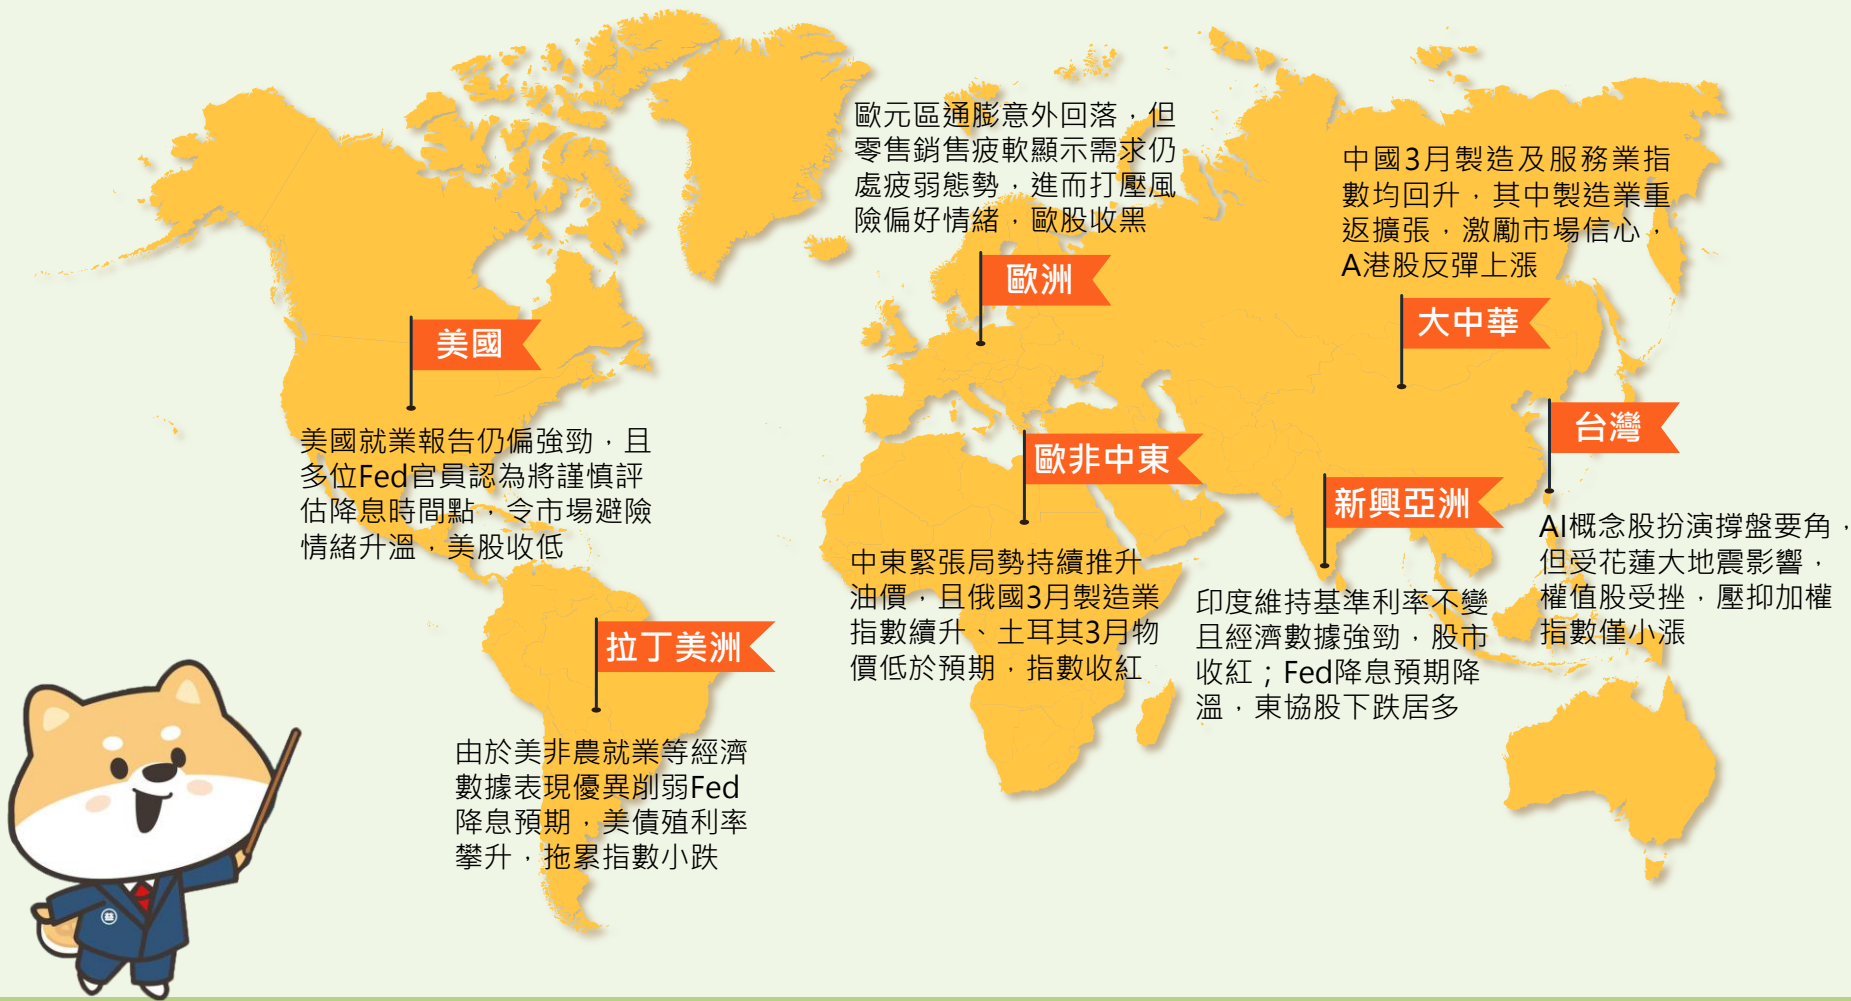 歐元區通膨意外回落，但
零售銷售疲軟顯示需求仍
處疲弱態勢，進而打壓風
險偏好情緒，歐股收黑
歐洲
中國3月製造及服務業指
數均回升，其中製造業重
返擴張，激勵市場信心，
A港股反彈上漲
大中華
美國
美國就業報告仍偏強勁，且
多位Fed官員認為將謹慎評
估降息時間點，令市場避險
情緒升溫，美股收低
歐非中東
中東緊張局勢持續推升
油價，且俄國3月製造業
指數續升、土耳其3月物
價低於預期，指數收紅
新興亞洲
印度維持基準利率不變
且經濟數據強勁，股市
收紅；Fed降息預期降
溫，東協股下跌居多
台灣
AI概念股扮演撐盤要角，
但受花蓮大地震影響，
權值股受挫，壓抑加權
指數僅小漲
拉丁美洲
由於美非農就業等經濟
數據表現優異削弱Fed
降息預期，美債殖利率
攀升，拖累指數小跌